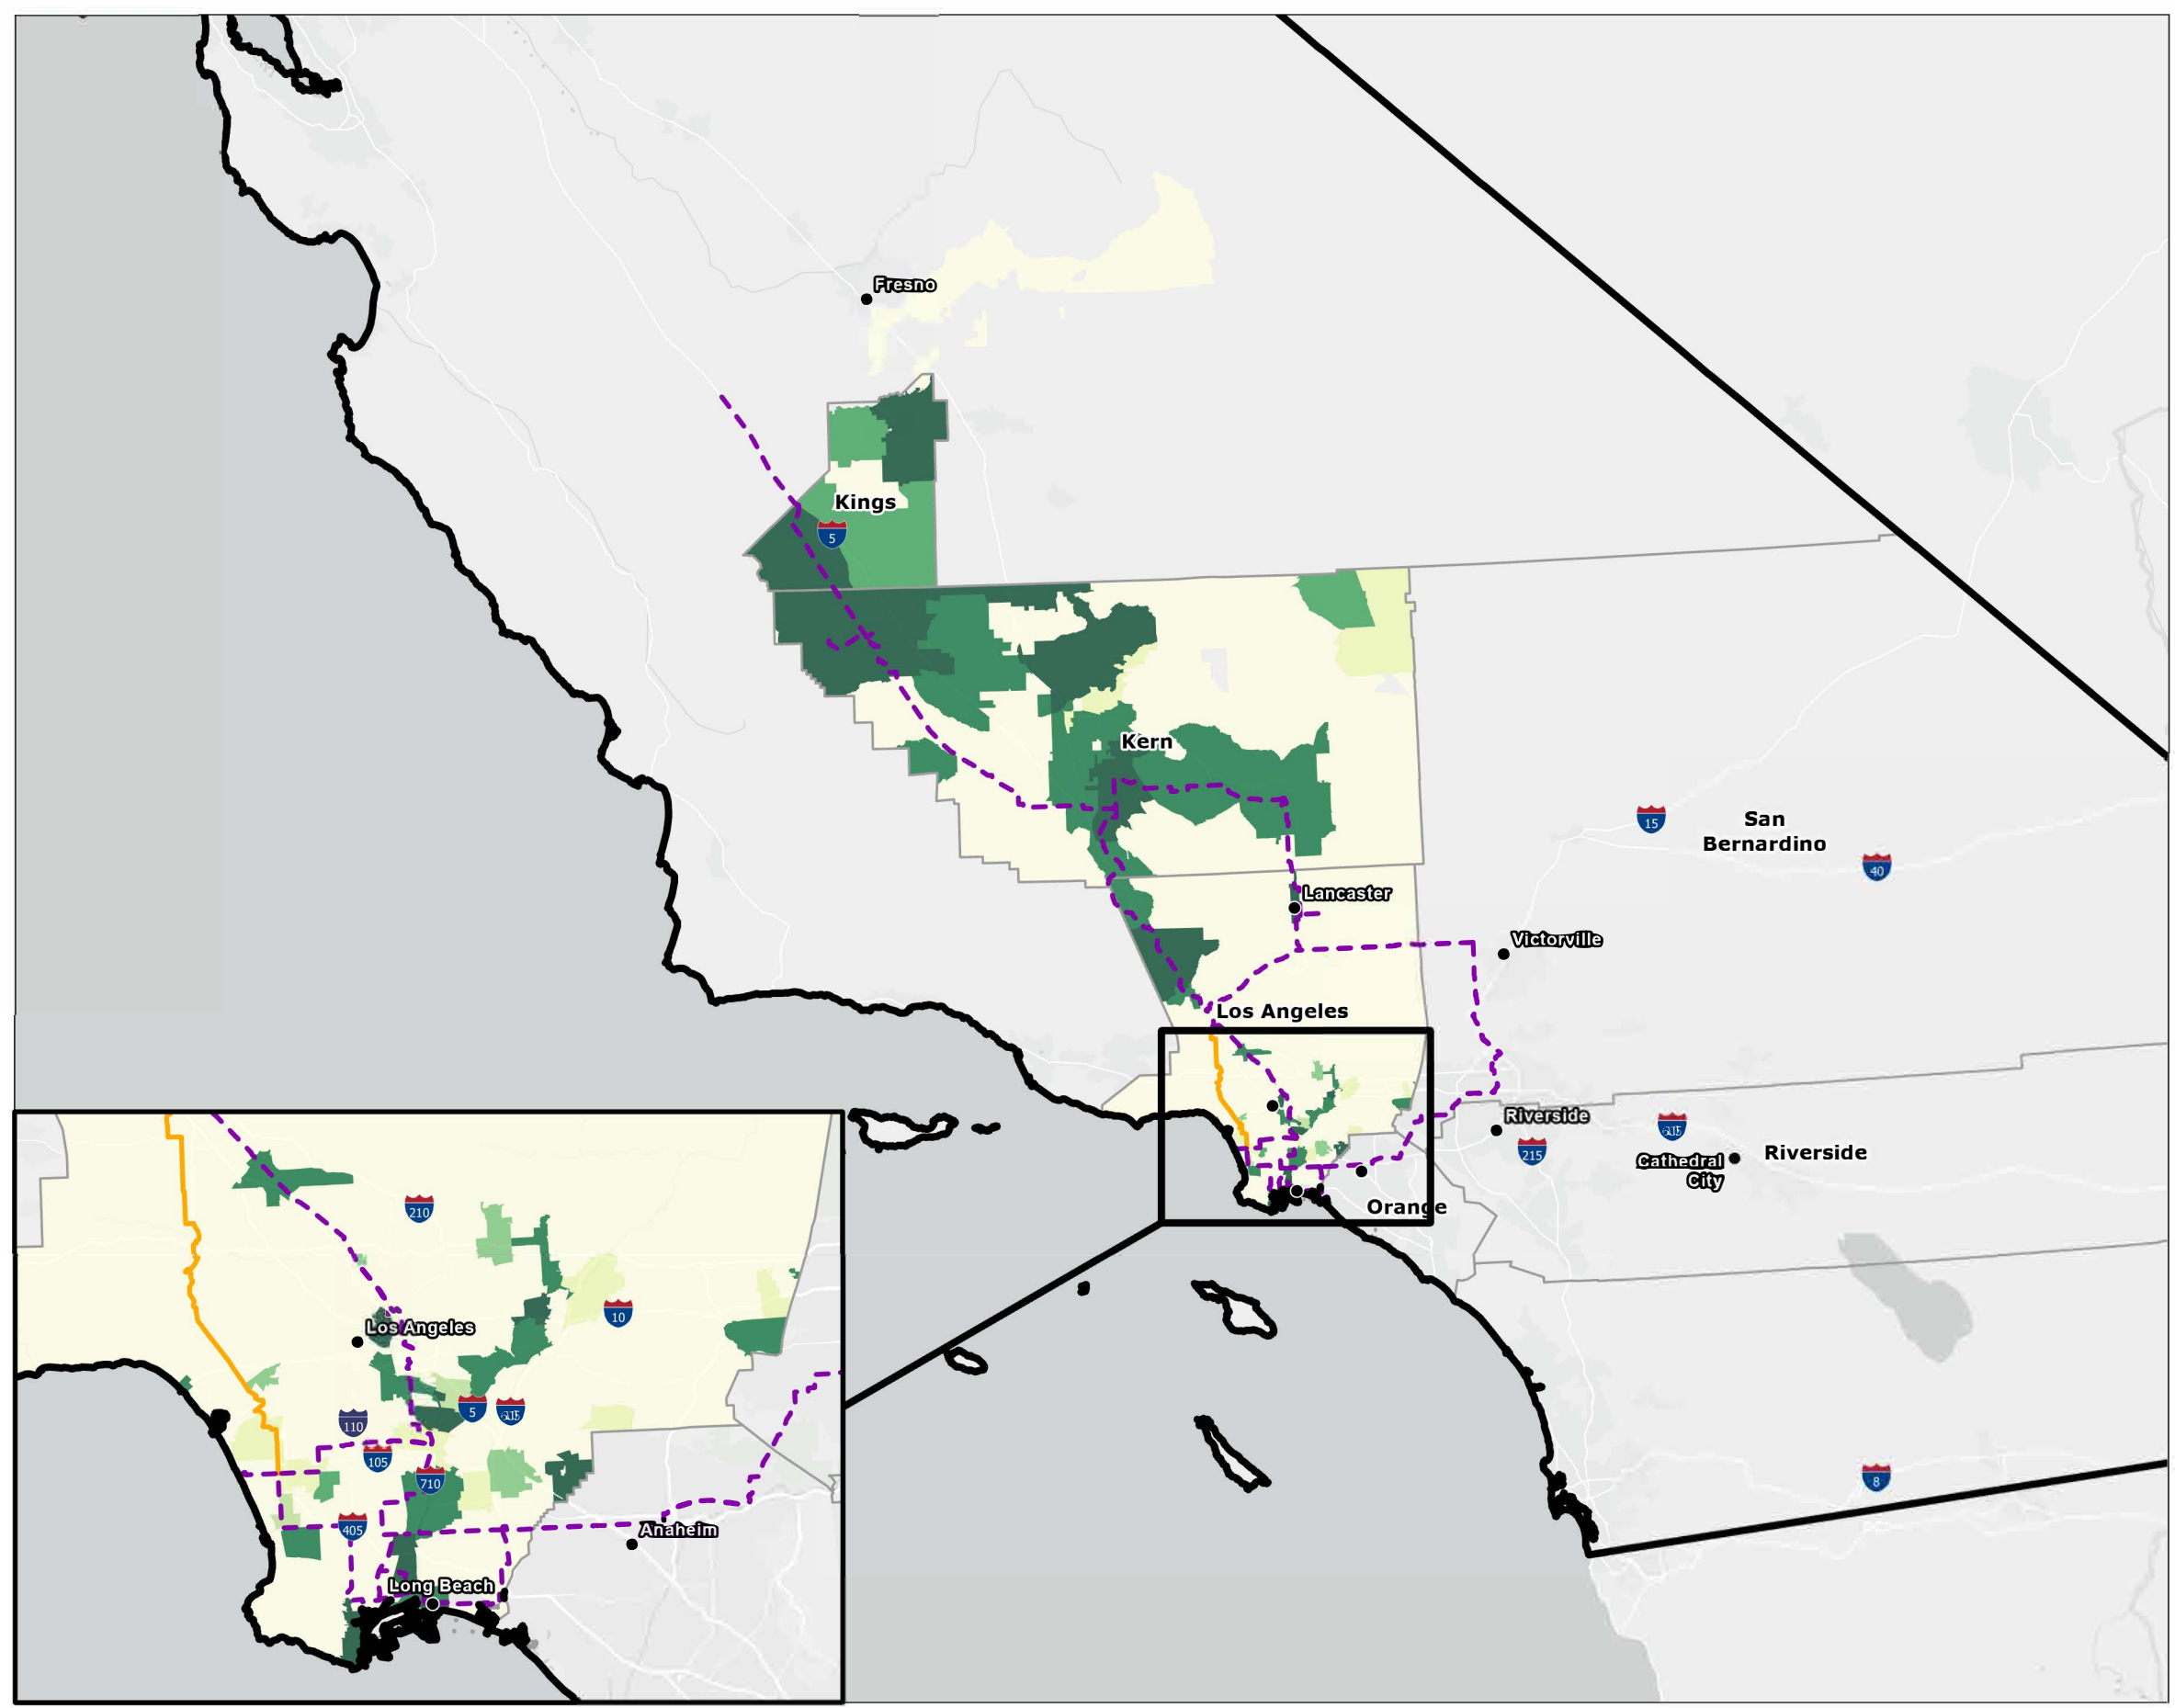 Fresno
Kings
5
Kern
15
San
Bernardino
40
Lancaster
Victorville
Los Angeles
Riverside
215
Cathedral
City
Riverside
Orange
8
210
10
Los Angeles
5
110
105
710
405
Anaheim
Long Beach